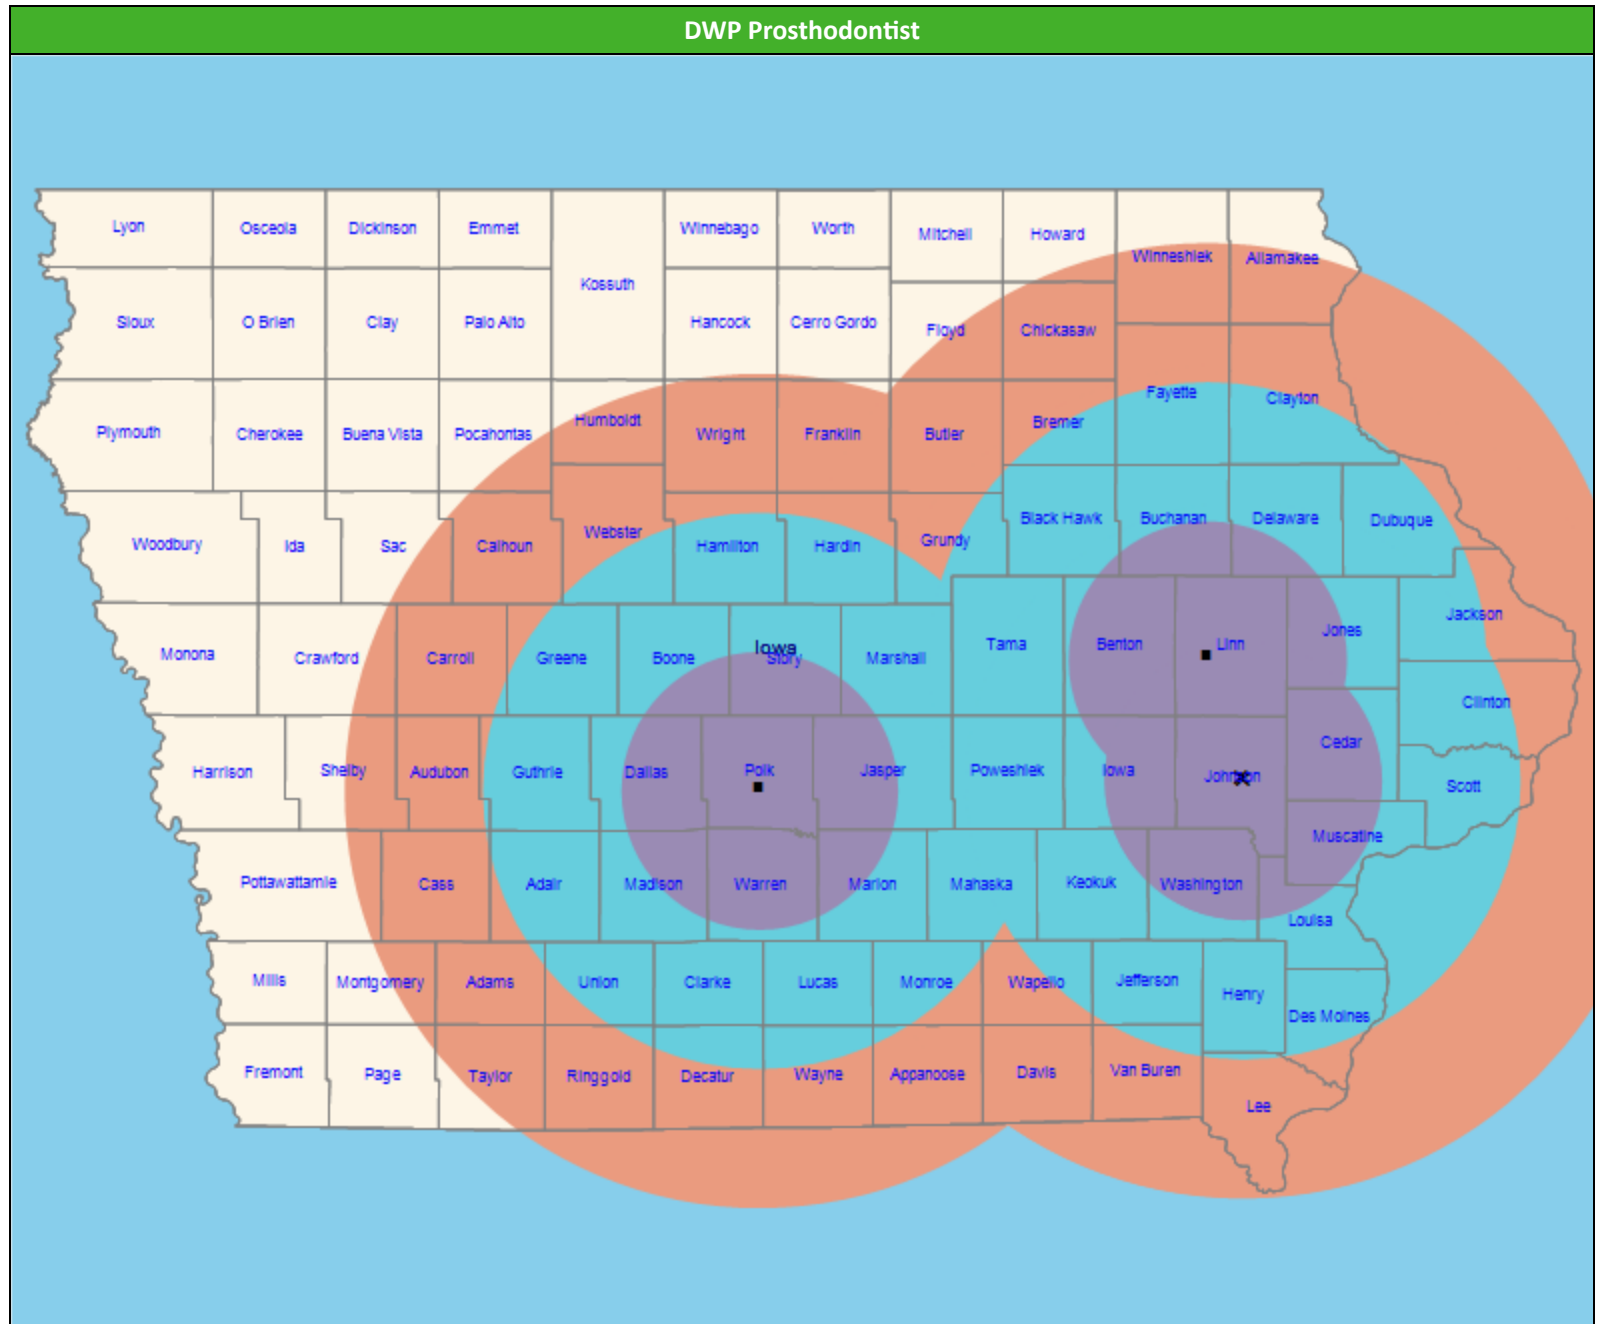 DWP Prosthodontist
Lyon
Osceola
Dickinson
Emmet
Winnebago
Worth
Mitchell
Howard
Winneshiek
Allamakee
Kossuth
Sioux
O Brien
Clay
Palo Alto
Hancock
Cerro Gordo
Floyd
Chickasaw
Fayette
Clayton
Plymouth
Cherokee
Buena Vista
Pocahontas
Humboldt
Wright
Franklin
Butler
Bremer
Woodbury
Ida
Sac
Calhoun
Webster
Hamilton
Hardin
Grundy
Black Hawk
Buchanan
Delaware
Dubuque
Monona
Crawford
Carroll
Greene
Boone
Iowa
Story
Marshall
Tama
Benton
Linn
Jones
Jackson
Clinton
Harrison
Shelby
Audubon
Guthrie
Dallas
Polk
Jasper
Poweshiek
Iowa
Johnson
Cedar
Scott
Muscatine
Pottawattamie
Cass
Adair
Madison
Warren
Marion
Mahaska
Keokuk
Washington
Louisa
Mills
Montgomery
Adams
Union
Clarke
Lucas
Monroe
Wapello
Jefferson
Henry
Des Moines
Fremont
Page
Taylor
Ringgold
Decatur
Wayne
Appanoose
Davis
Van Buren
Lee